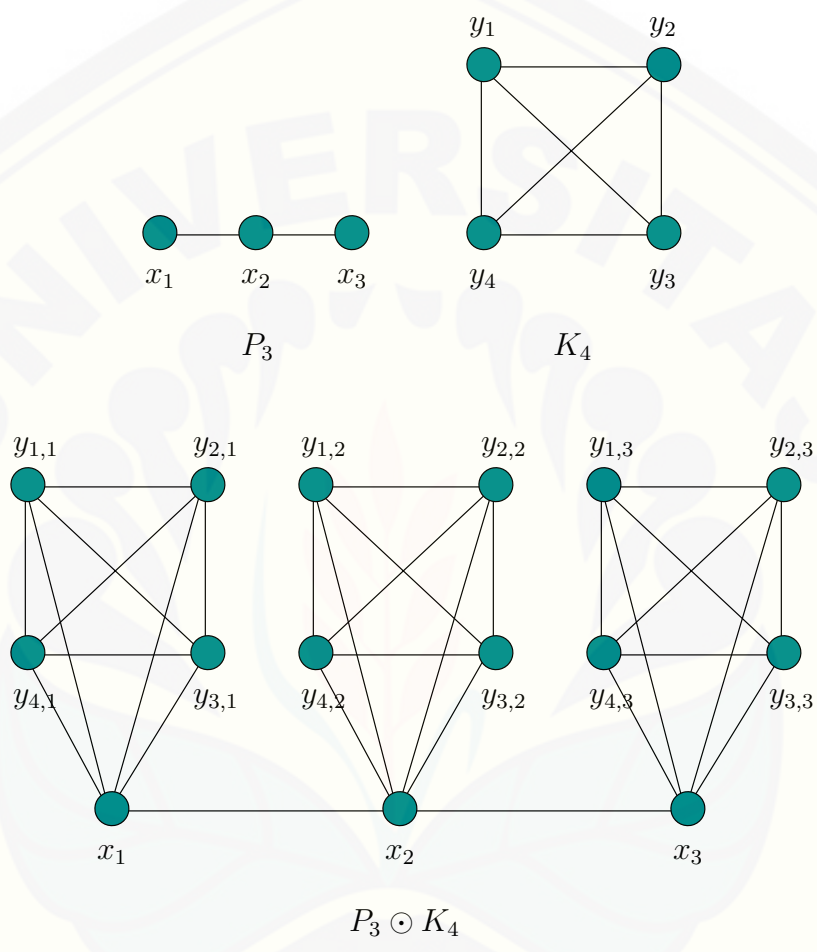 y₁ y₂
x₁ x₂ x₃ y₄ y₃
P₃ K₄
y₁,₁ y₂,₁ y₁,₂ y₂,₂ y₁,₃ y₂,₃
y₄,₁ y₃,₁ y₄,₂ y₃,₂ y₄,₃ y₃,₃
x₁ x₂ x₃
P₃ ⊙ K₄
UNIVERSITAS